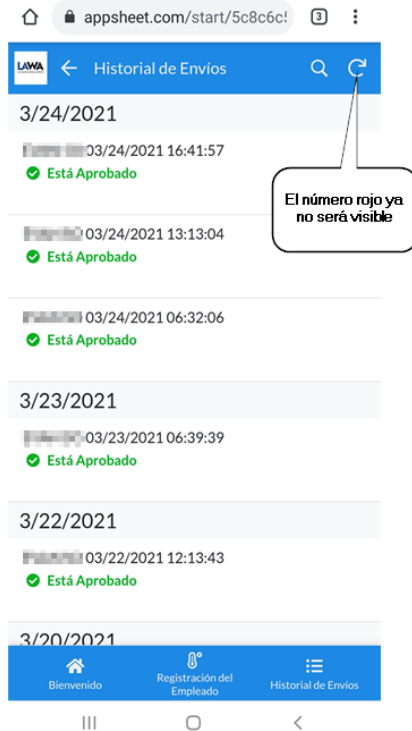 appsheet.com/start/5c8c6c
3
LAWA
Historial de Envíos
3/24/2021
03/24/2021 16:41:57
Está Aprobado
El número rojo ya
no será visible
03/24/2021 13:13:04
Está Aprobado
03/24/2021 06:32:06
Está Aprobado
3/23/2021
03/23/2021 06:39:39
Está Aprobado
3/22/2021
03/22/2021 12:13:43
Está Aprobado
3/20/2021
Bienvenido
Registración del
Empleado
Historial de Envíos